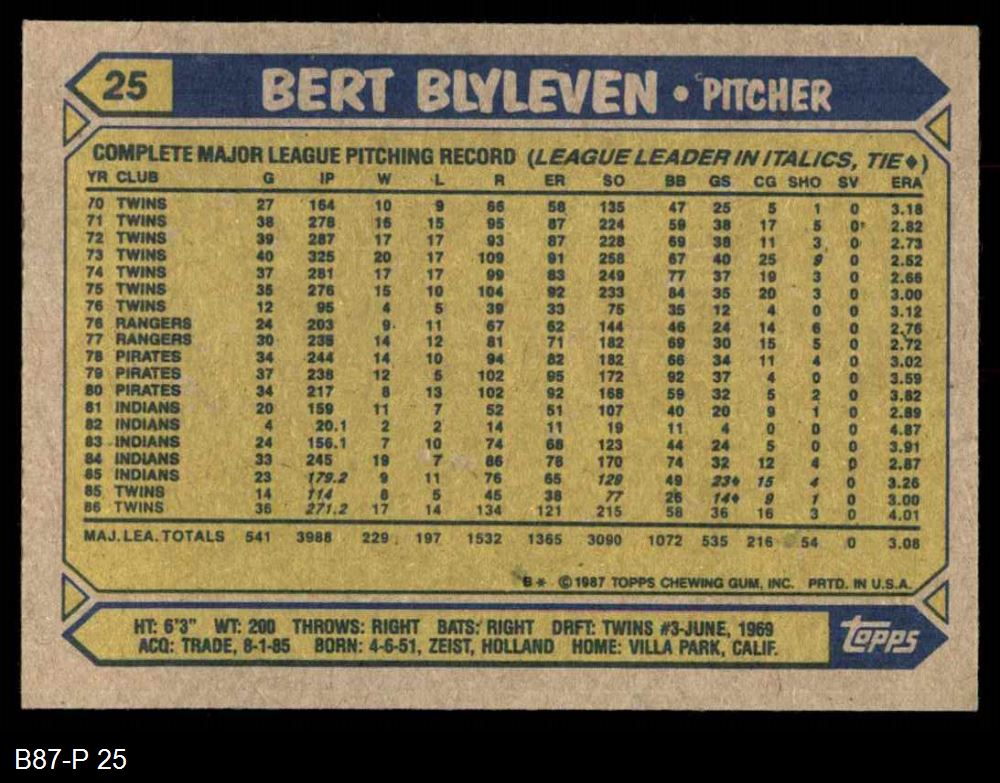 25 BERT BLYLEVEN • PITCHER
COMPLETE MAJOR LEAGUE PITCHING RECORD (LEAGUE LEADER IN ITALICS, TIE♦)
YR CLUB G IP W L R ER SO BB GS CG SHO SV ERA
70 TWINS 27 164 10 9 66 58 135 47 25 5 1 0 3.18
71 TWINS 38 278 16 15 95 87 224 59 38 17 5 0 2.82
72 TWINS 39 287 17 17 93 87 228 69 38 11 3 0 2.73
73 TWINS 40 325 20 17 109 91 258 67 40 25 9 0 2.52
74 TWINS 37 281 17 17 99 83 249 77 37 19 3 0 2.66
75 TWINS 35 276 15 10 104 92 233 84 35 20 3 0 3.00
76 TWINS 12 95 4 5 39 33 75 35 12 4 0 0 3.12
76 RANGERS 24 203 9 11 67 62 144 46 24 14 6 0 2.76
77 RANGERS 30 235 14 12 81 71 182 69 30 15 5 0 2.72
78 PIRATES 34 244 14 10 94 82 182 66 34 11 4 0 3.02
79 PIRATES 37 238 12 5 102 95 172 92 37 4 0 0 3.59
80 PIRATES 34 217 8 13 102 92 168 59 32 5 2 0 3.82
81 INDIANS 20 159 11 7 52 51 107 40 20 9 1 0 2.89
82 INDIANS 4 20.1 2 2 14 11 19 11 4 0 0 0 4.87
83 INDIANS 24 156.1 7 10 74 68 123 44 24 5 0 0 3.91
84 INDIANS 33 245 19 7 86 78 170 74 32 12 4 0 2.87
85 INDIANS 23 179.2 9 11 76 65 129 49 23♦ 15 4 0 3.26
85 TWINS 14 114 8 5 45 38 77 26 14♦ 9 1 0 3.00
86 TWINS 36 271.2 17 14 134 121 215 58 36 16 3 0 4.01
MAJ. LEA. TOTALS 541 3988 229 197 1532 1365 3090 1072 535 216 54 0 3.08
B* ©1987 TOPPS CHEWING GUM, INC. PRTD. IN U.S.A.
HT: 6'3" WT: 200 THROWS: RIGHT BATS: RIGHT DRFT: TWINS #3-JUNE, 1969
ACQ: TRADE, 8-1-85 BORN: 4-6-51, ZEIST, HOLLAND HOME: VILLA PARK, CALIF.
topps
B87-P 25